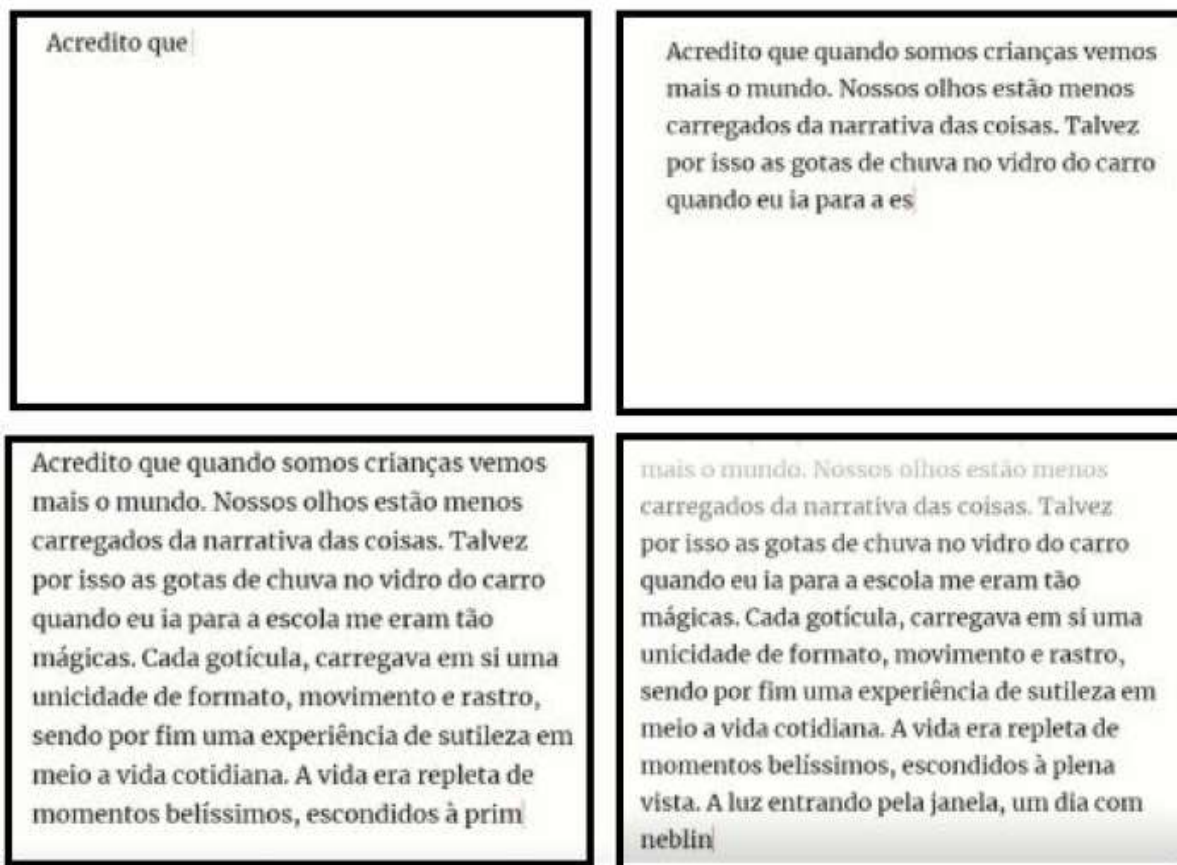 Acredito que
Acredito que quando somos crianças vemos
mais o mundo. Nossos olhos estão menos
carregados da narrativa das coisas. Talvez
por isso as gotas de chuva no vidro do carro
quando eu ia para a es
Acredito que quando somos crianças vemos
mais o mundo. Nossos olhos estão menos
carregados da narrativa das coisas. Talvez
por isso as gotas de chuva no vidro do carro
quando eu ia para a escola me eram tão
mágicas. Cada gotícula, carregava em si uma
unicidade de formato, movimento e rastro,
sendo por fim uma experiência de sutileza em
meio a vida cotidiana. A vida era repleta de
momentos belíssimos, escondidos à prim
mais o mundo. Nossos olhos estão menos
carregados da narrativa das coisas. Talvez
por isso as gotas de chuva no vidro do carro
quando eu ia para a escola me eram tão
mágicas. Cada gotícula, carregava em si uma
unicidade de formato, movimento e rastro,
sendo por fim uma experiência de sutileza em
meio a vida cotidiana. A vida era repleta de
momentos belíssimos, escondidos à plena
vista. A luz entrando pela janela, um dia com
neblin